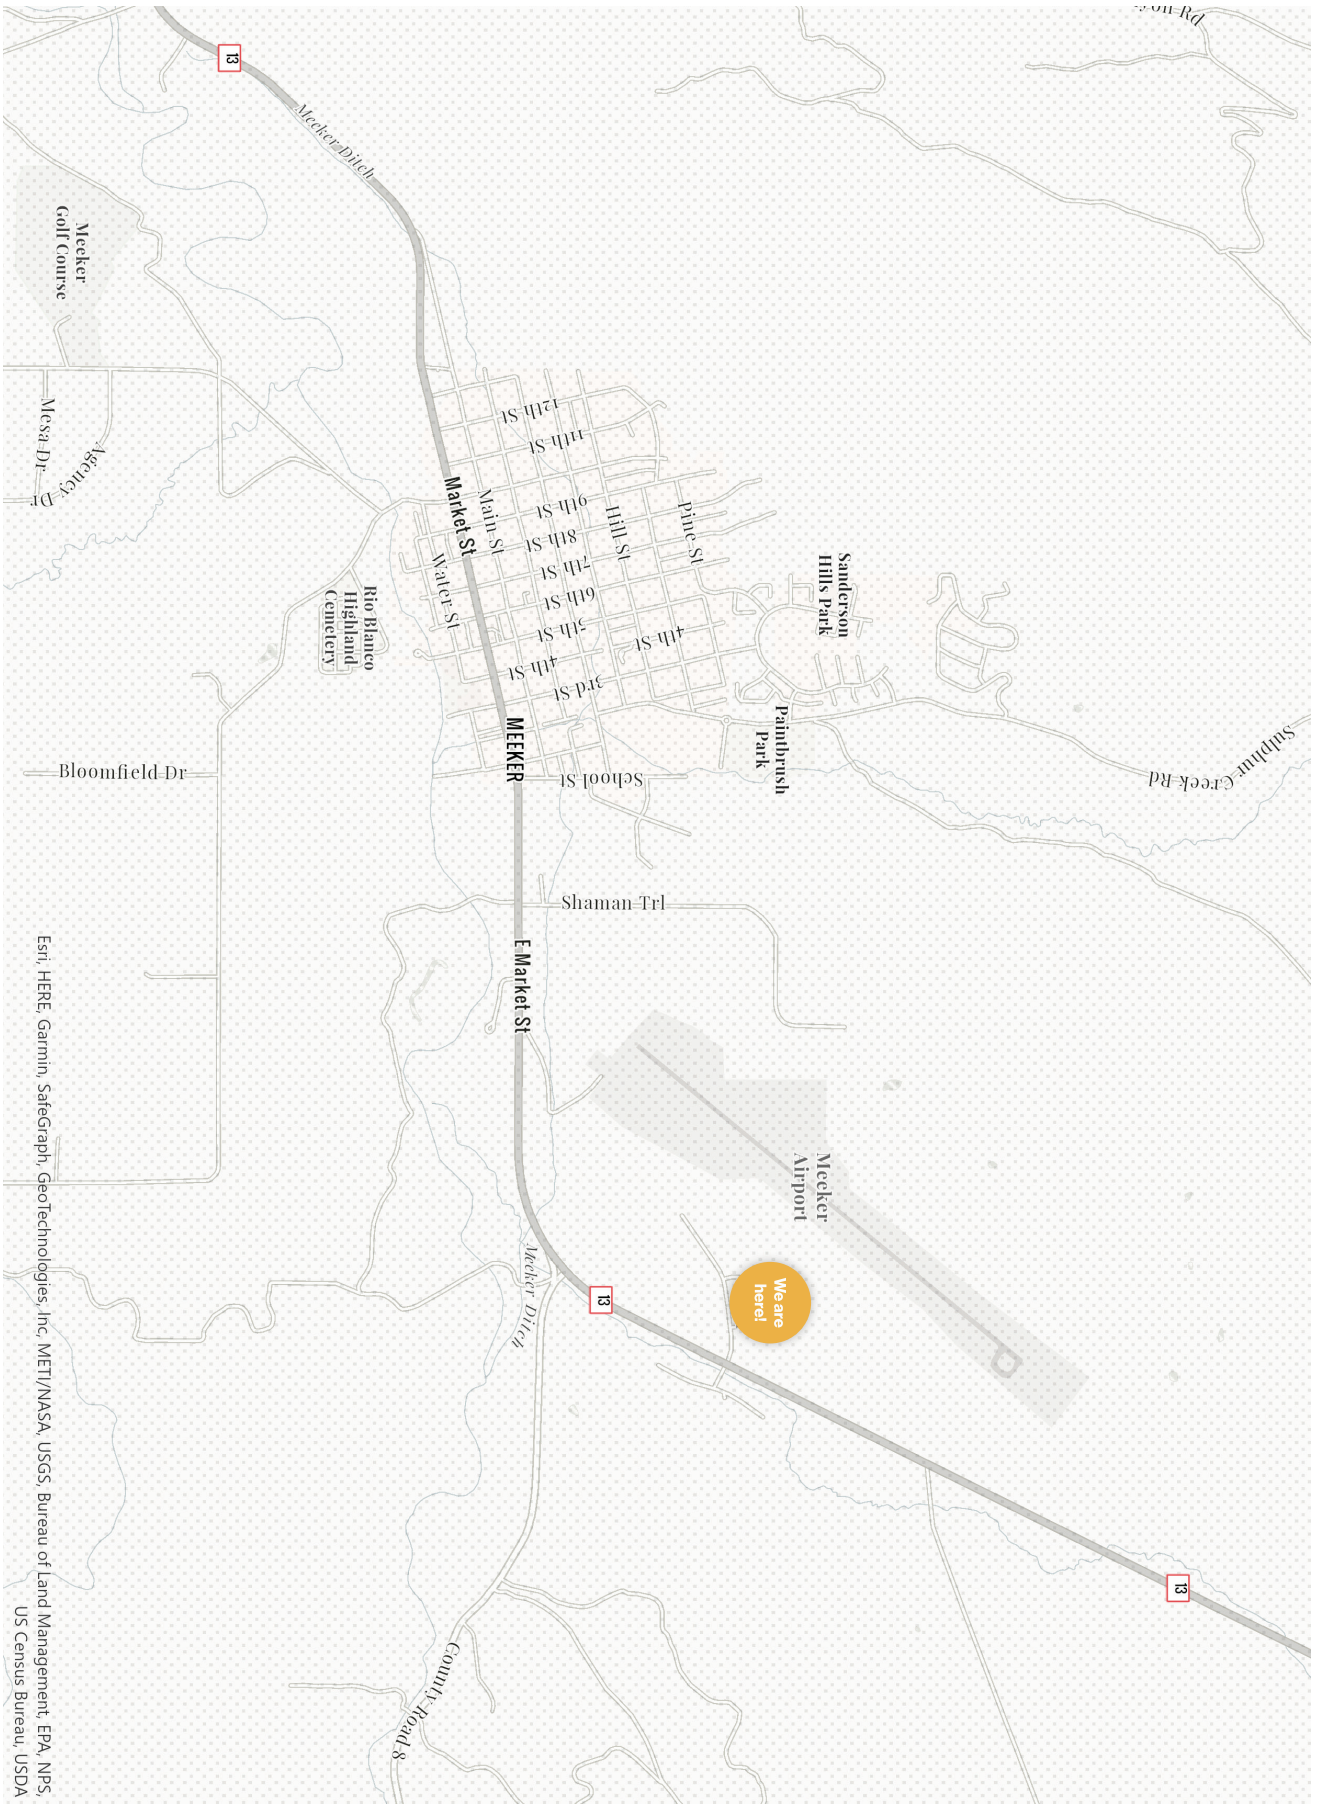 yon Rd
13
Meeker Ditch
Meeker
Golf Course
Mesa Dr
Agency Dr
12th St
11th St
9th St
8th St
7th St
6th St
5th St
4th St
4th St
3rd St
Main St
Market St
Water St
Hill St
Pine St
Sanderson
Hills Park
Rio Blanco
Highland
Cemetery
Paintbrush
Park
MEEKER
School St
Bloomfield Dr
Sulphur Creek Rd
Shaman Trl
E Market St
Meeker
Airport
We are
here!
13
Meeker Ditch
13
County Road 8
Esri, HERE, Garmin, SafeGraph, GeoTechnologies, Inc, METI/NASA, USGS, Bureau of Land Management, EPA, NPS,
US Census Bureau, USDA